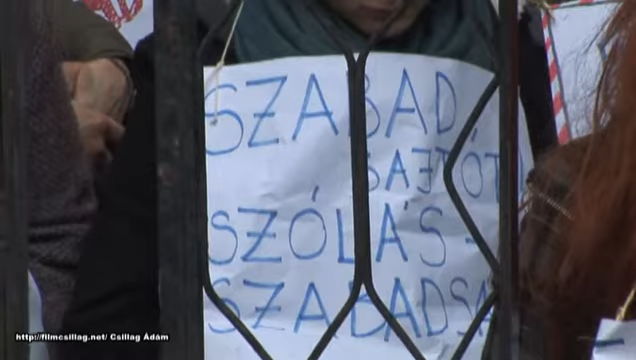 SZABAD
SAJTÓT!
SZÓLÁS-
SZABADSÁ
http://filmcsillag.net/ Csillag Ádám